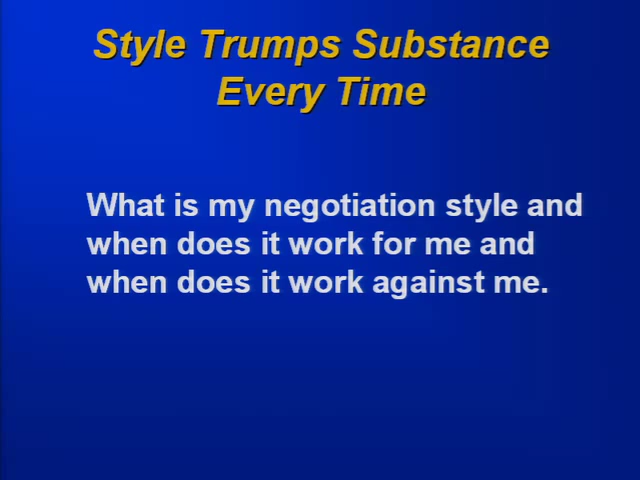 Style Trumps Substance
Every Time
What is my negotiation style and
when does it work for me and
when does it work against me.